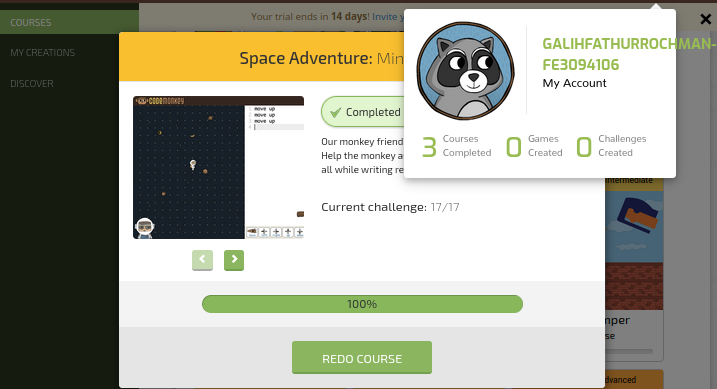 COURSES
MY CREATIONS
DISCOVER
Your trial ends in 14 days! Invite y
Space Adventure: Min
CODEMONKEY
move up
move up
move up
Completed
Our monkey friend
Help the monkey a
all while writing re
Current challenge: 17/17
100%
REDO COURSE
GALIHFATHURROCHMAN-
FE3094106
My Account
3 Courses Completed
0 Games Created
0 Challenges Created
Intermediate
mper
se
dvanced